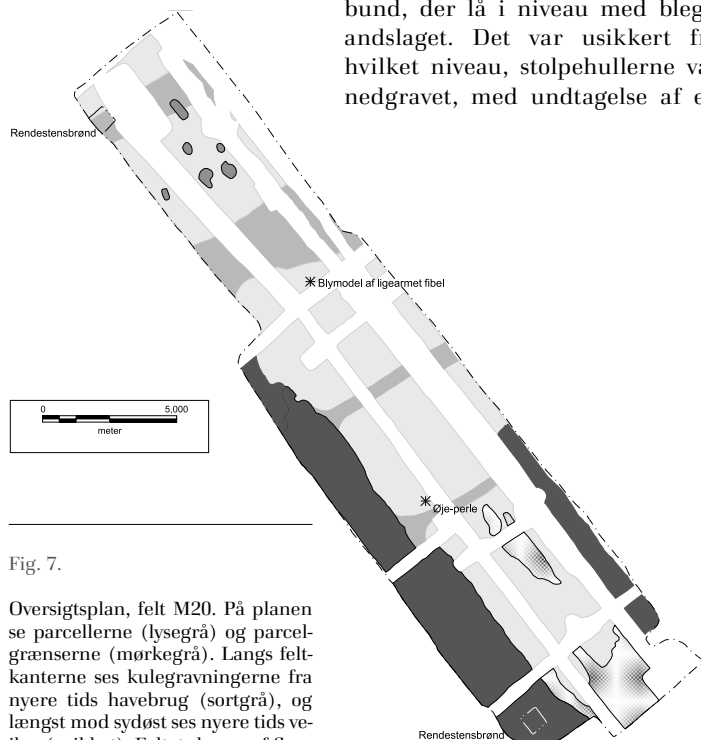 bund, der lå i niveau med
andslaget. Det var usikkert
hvilket niveau, stolpehullerne
nedgravet, med undtagelse af
Rendestensbrønd
Blymodel af ligearmet fibel
0 5,000
meter
Øje-perle
Fig. 7.
Oversigtsplan, felt M20. På planen
se parcellerne (lysegrå) og parcel-
grænserne (mørkegrå). Langs felt-
kanterne ses kulegravningerne fra
nyere tids havebrug (sortgrå), og
længst mod sydøst ses nyere tids ve-
Rendestensbrønd